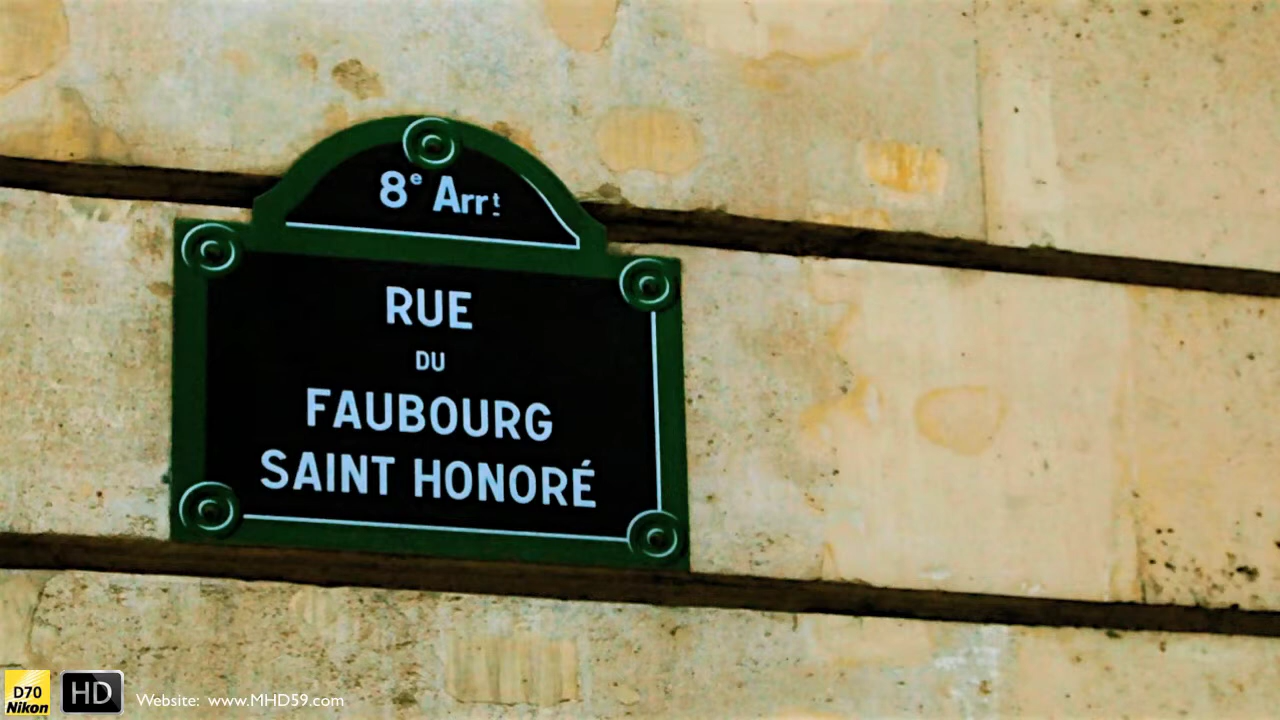 8e Arrt
RUE
DU
FAUBOURG
SAINT HONORÉ
D70
Nikon
HD
Website: www.MHD59.com